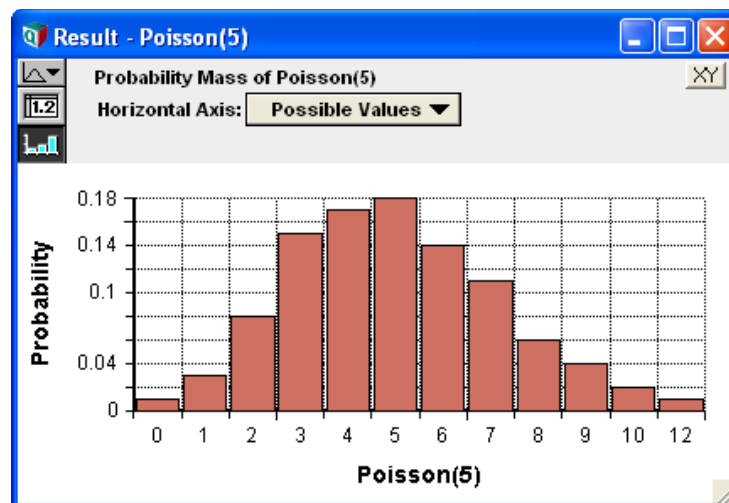 Result - Poisson(5)
Probability Mass of Poisson(5)
XY
1.2
Horizontal Axis: Possible Values
0.18
0.14
0.1
0.04
0
Probability
0 1 2 3 4 5 6 7 8 9 10 12
Poisson(5)